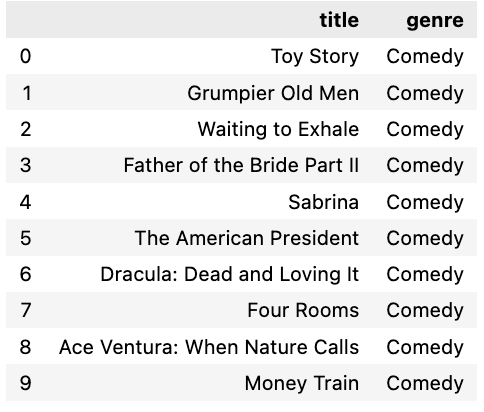 title genre
0 Toy Story Comedy
1 Grumpier Old Men Comedy
2 Waiting to Exhale Comedy
3 Father of the Bride Part II Comedy
4 Sabrina Comedy
5 The American President Comedy
6 Dracula: Dead and Loving It Comedy
7 Four Rooms Comedy
8 Ace Ventura: When Nature Calls Comedy
9 Money Train Comedy